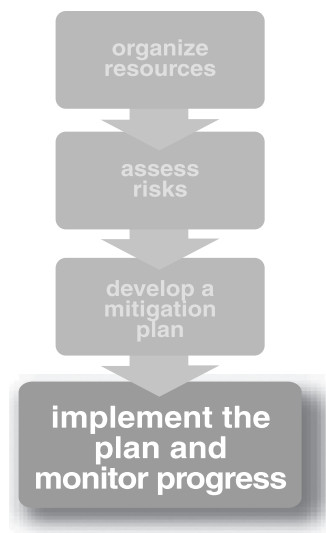 organize
resources
assess
risks
develop a
mitigation
plan
implement the
plan and
monitor progress